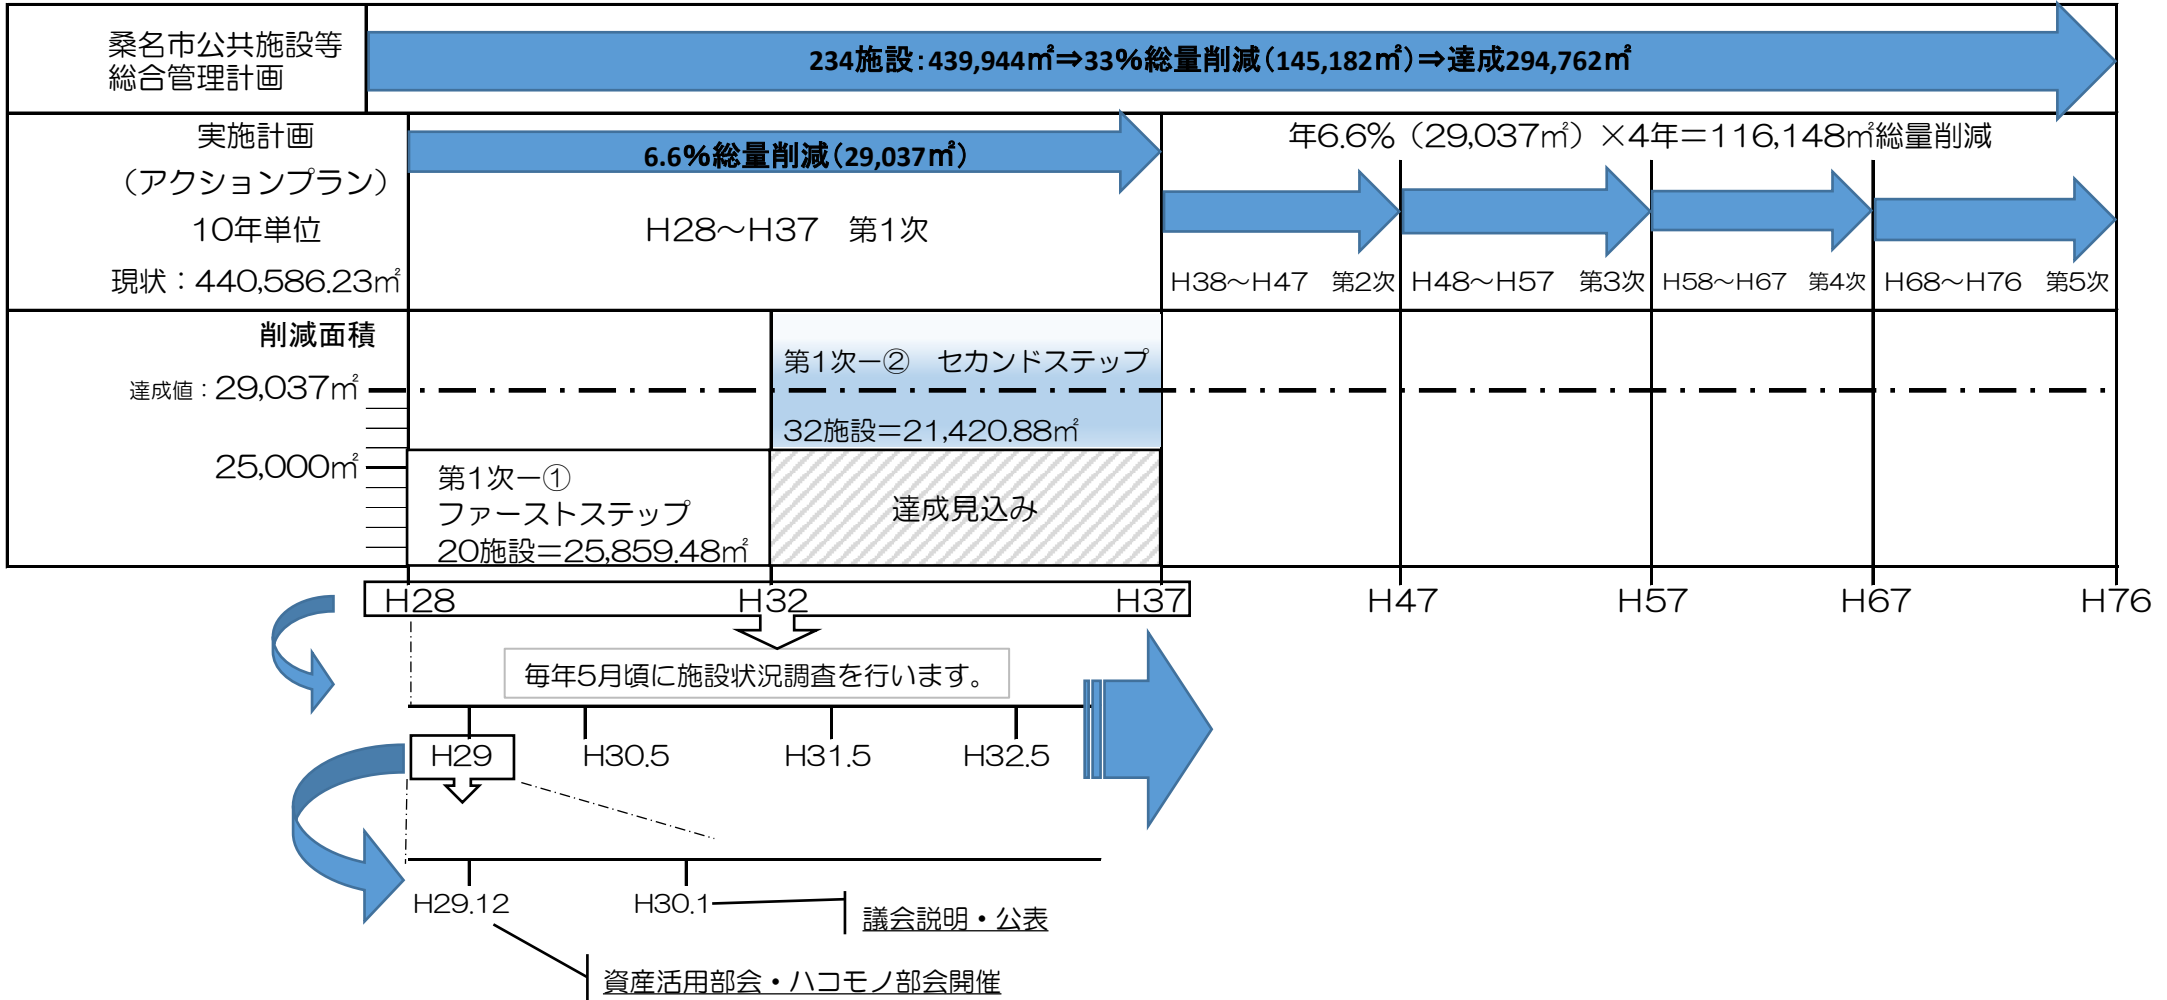 桑名市公共施設等
総合管理計画
234施設：439,944㎡⇒33%総量削減（145,182㎡）⇒達成294,762㎡
実施計画
（アクションプラン）
10年単位
現状：440,586.23㎡
6.6%総量削減（29,037㎡）
H28～H37　第1次
年6.6%（29,037㎡）×4年＝116,148㎡総量削減
H38～H47　第2次
H48～H57　第3次
H58～H67　第4次
H68～H76　第5次
削減面積
達成値：29,037㎡
25,000㎡
第1次ー②　セカンドステップ
32施設＝21,420.88㎡
第1次ー①
ファーストステップ
20施設＝25,859.48㎡
達成見込み
H28
H32
H37
H47
H57
H67
H76
毎年5月頃に施設状況調査を行います。
H29
H30.5
H31.5
H32.5
H29.12
H30.1
議会説明・公表
資産活用部会・ハコモノ部会開催